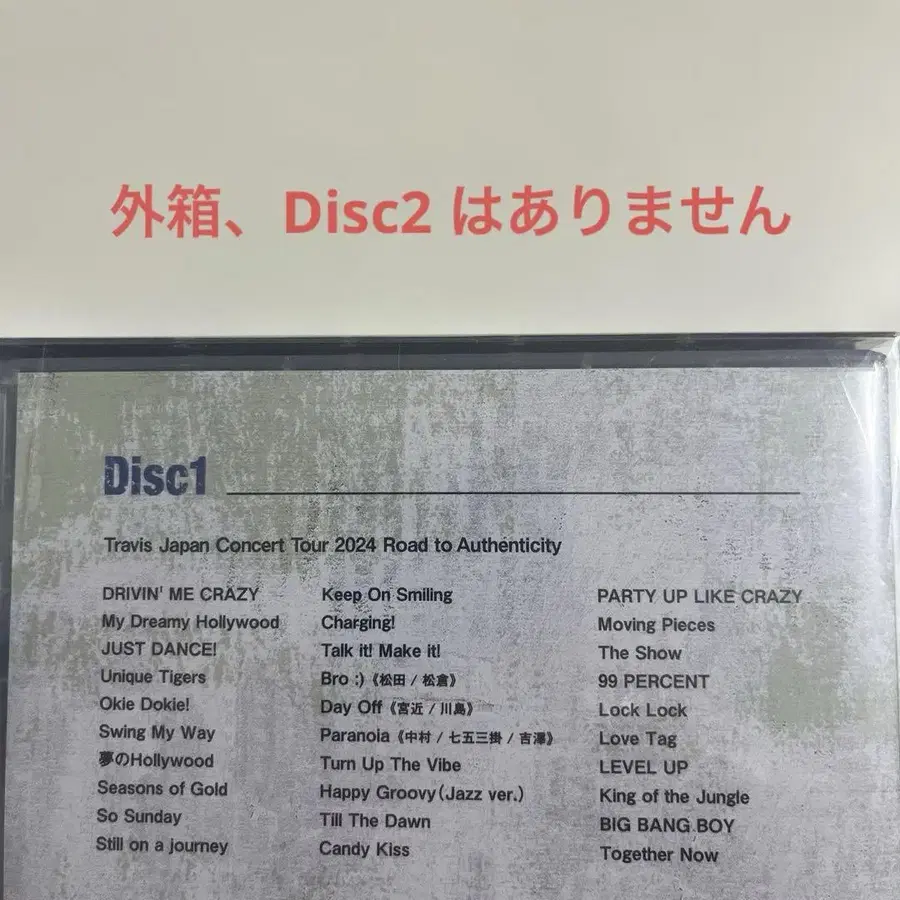 外箱、Disc2 はありません
Disc1
Travis Japan Concert Tour 2024 Road to Authenticity
DRIVIN' ME CRAZY
My Dreamy Hollywood
JUST DANCE!
Unique Tigers
Okie Dokie!
Swing My Way
夢のHollywood
Seasons of Gold
So Sunday
Still on a journey
Keep On Smiling
Charging!
Talk it! Make it!
Bro :)《松田 / 松倉》
Day Off《宮近 / 川島》
Paranoia《中村 / 七五三掛 / 吉澤》
Turn Up The Vibe
Happy Groovy(Jazz ver.)
Till The Dawn
Candy Kiss
PARTY UP LIKE CRAZY
Moving Pieces
The Show
99 PERCENT
Lock Lock
Love Tag
LEVEL UP
King of the Jungle
BIG BANG BOY
Together Now